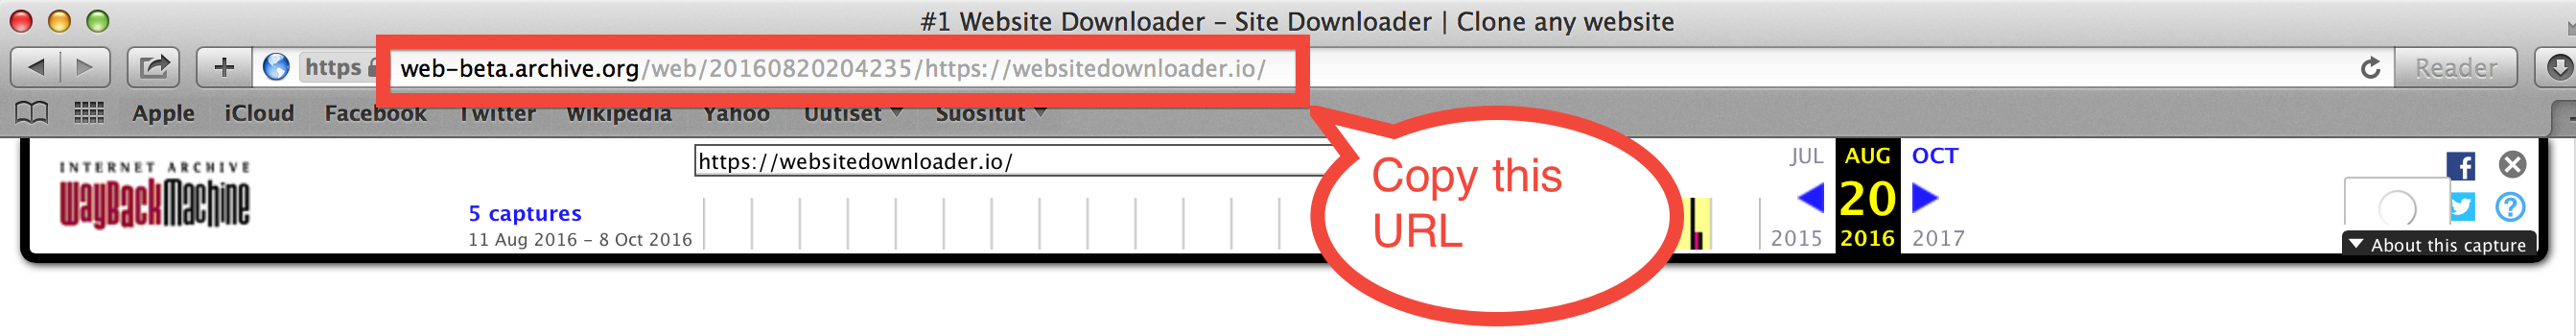 #1 Website Downloader – Site Downloader | Clone any website
https web-beta.archive.org/web/20160820204235/https://websitedownloader.io/
Reader
Apple iCloud Facebook Twitter Wikipedia Yahoo Uutiset Suositut
INTERNET ARCHIVE
WayBackMachine
https://websitedownloader.io/
5 captures
11 Aug 2016 – 8 Oct 2016
Copy this
URL
JUL AUG OCT
20
2015 2016 2017
About this capture